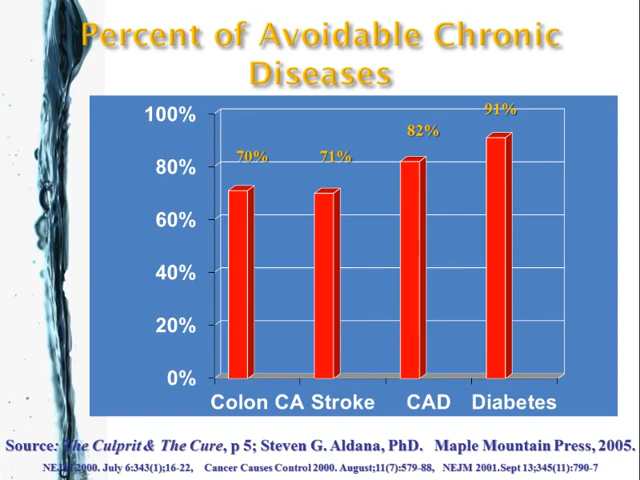 Percent of Avoidable Chronic
Diseases
100%
91%
82%
70%
71%
80%
60%
40%
20%
0%
Colon CA Stroke CAD Diabetes
Source: The Culprit & The Cure, p 5; Steven G. Aldana, PhD. Maple Mountain Press, 2005.
NEJM 2000. July 6:343(1);16-22, Cancer Causes Control 2000. August;11(7):579-88, NEJM 2001.Sept 13;345(11):790-7